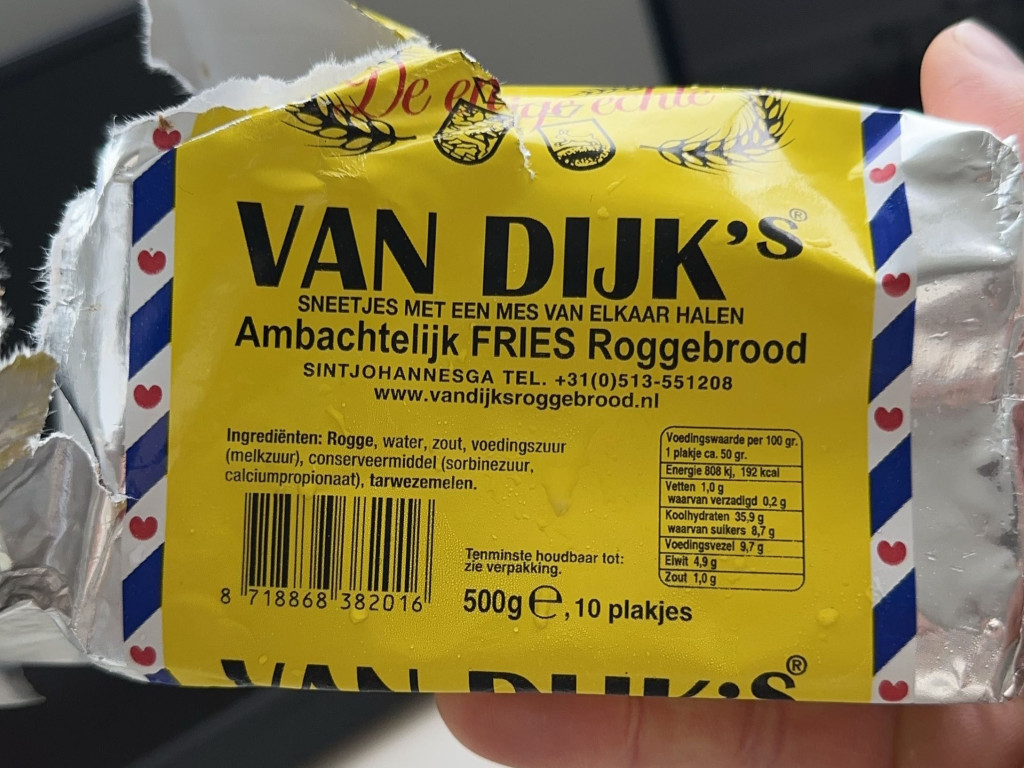 De enige echte
VAN DIJK'S®
SNEETJES MET EEN MES VAN ELKAAR HALEN
Ambachtelijk FRIES Roggebrood
SINTJOHANNESGA TEL. +31(0)513-551208
www.vandijksroggebrood.nl
Ingrediënten: Rogge, water, zout, voedingszuur
(melkzuur), conserveermiddel (sorbinezuur,
calciumpropionaat), tarwezemelen.
8 718868 382016
Tenminste houdbaar tot:
zie verpakking.
500g ℮, 10 plakjes
Voedingswaarde per 100 gr.
1 plakje ca. 50 gr.
Energie 808 kj, 192 kcal
Vetten 1,0 g
waarvan verzadigd 0,2 g
Koolhydraten 35,9 g
waarvan suikers 8,7 g
Voedingsvezel 9,7 g
Eiwit 4,9 g
Zout 1,0 g
VAN DIJK'S®